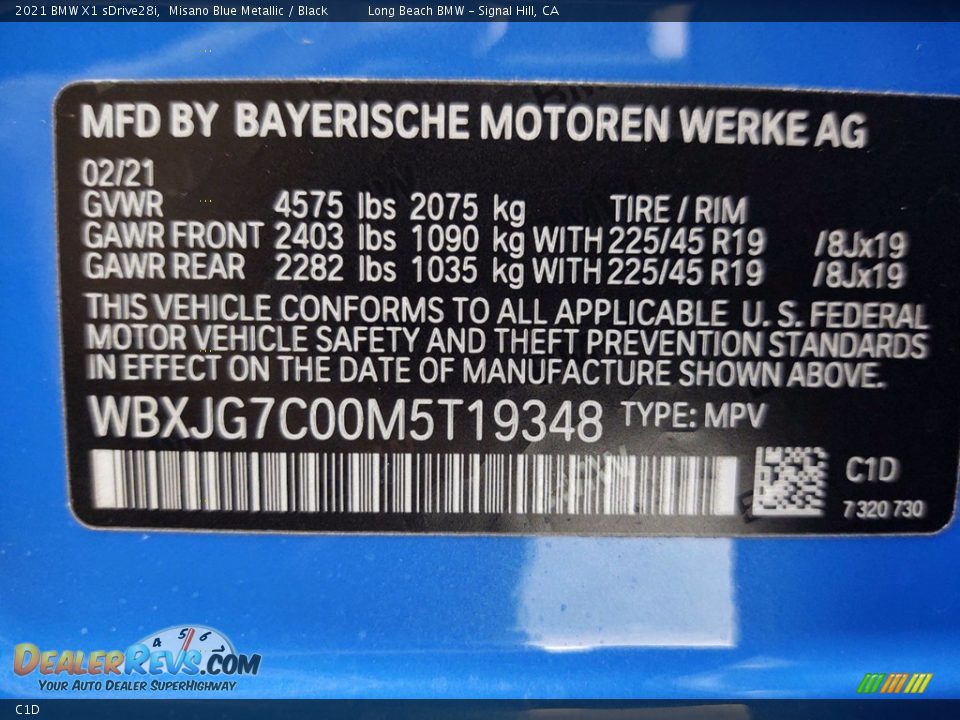 2021 BMW X1 sDrive28i, Misano Blue Metallic / Black Long Beach BMW - Signal Hill, CA
MFD BY BAYERISCHE MOTOREN WERKE AG
02/21
GVWR 4575 lbs 2075 kg TIRE / RIM
GAWR FRONT 2403 lbs 1090 kg WITH 225/45 R19 /8Jx19
GAWR REAR 2282 lbs 1035 kg WITH 225/45 R19 /8Jx19
THIS VEHICLE CONFORMS TO ALL APPLICABLE U. S. FEDERAL
MOTOR VEHICLE SAFETY AND THEFT PREVENTION STANDARDS
IN EFFECT ON THE DATE OF MANUFACTURE SHOWN ABOVE.
WBXJG7C00M5T19348 TYPE: MPV
C1D
7 320 730
4 5 6
DEALERREVS.COM
YOUR AUTO DEALER SUPERHIGHWAY
C1D